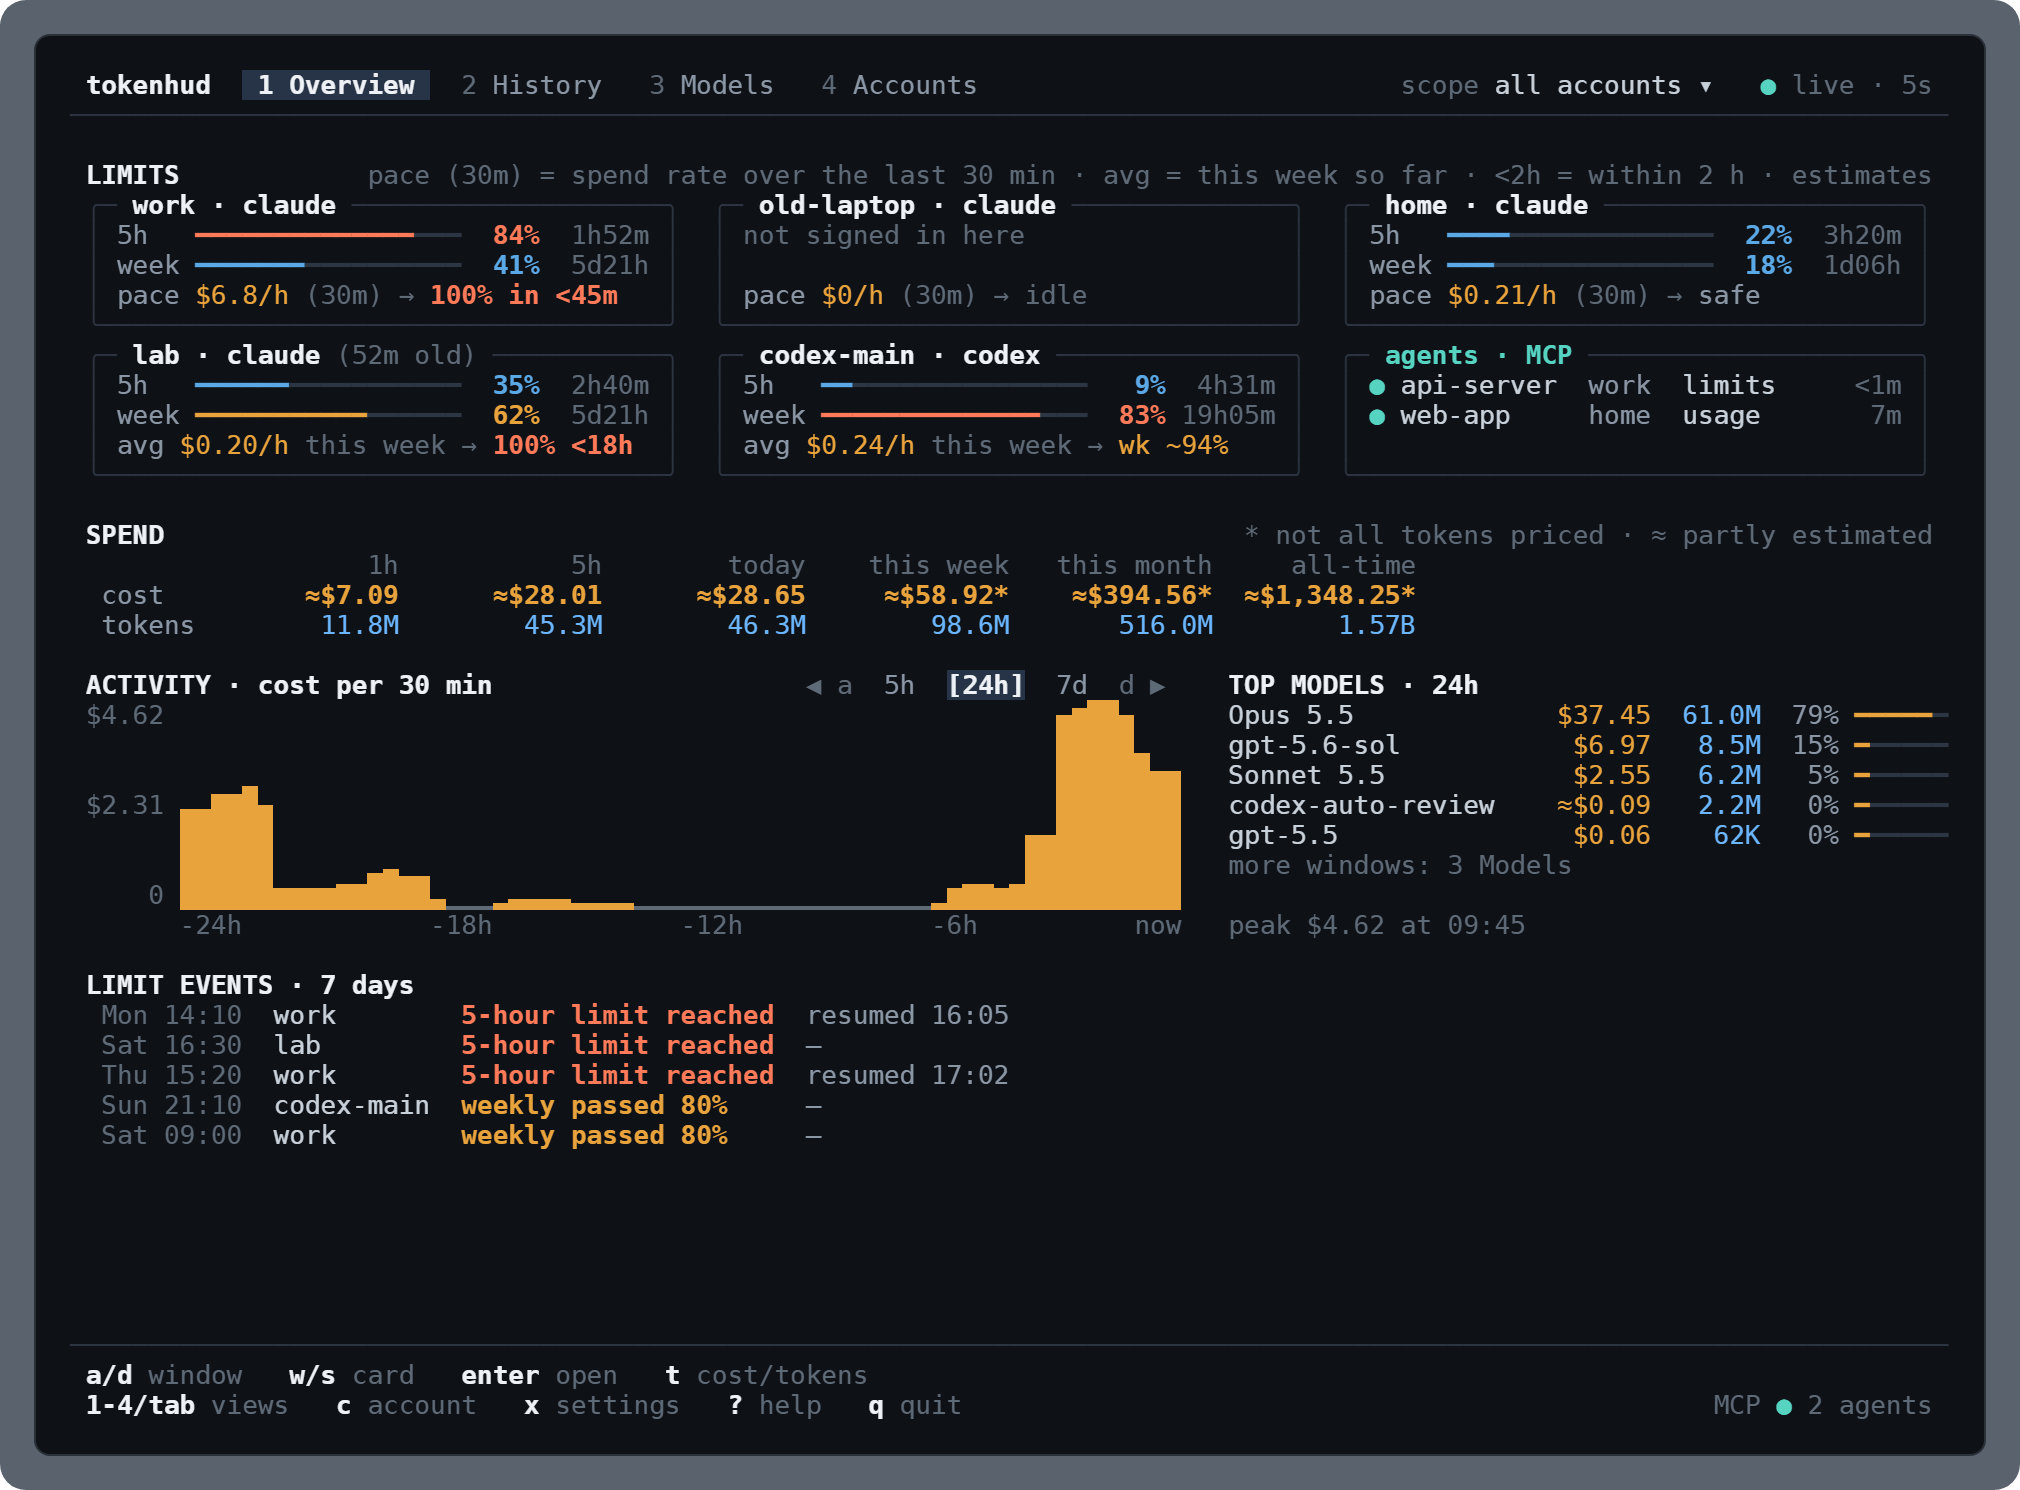 tokenhud  1 Overview  2 History  3 Models  4 Accounts  scope all accounts ▾  ● live · 5s
LIMITS  pace (30m) = spend rate over the last 30 min · avg = this week so far · <2h = within 2 h · estimates
work · claude
5h  84%  1h52m
week  41%  5d21h
pace $6.8/h (30m) → 100% in <45m
old-laptop · claude
not signed in here
pace $0/h (30m) → idle
home · claude
5h  22%  3h20m
week  18%  1d06h
pace $0.21/h (30m) → safe
lab · claude (52m old)
5h  35%  2h40m
week  62%  5d21h
avg $0.20/h this week → 100% <18h
codex-main · codex
5h  9%  4h31m
week  83% 19h05m
avg $0.24/h this week → wk ~94%
agents · MCP
● api-server  work  limits  <1m
● web-app  home  usage  7m
SPEND  * not all tokens priced · ≈ partly estimated
1h  5h  today  this week  this month  all-time
cost  ≈$7.09  ≈$28.01  ≈$28.65  ≈$58.92*  ≈$394.56*  ≈$1,348.25*
tokens  11.8M  45.3M  46.3M  98.6M  516.0M  1.57B
ACTIVITY · cost per 30 min  ◀ a  5h  [24h]  7d  d ▶
$4.62
$2.31
0
-24h  -18h  -12h  -6h  now
TOP MODELS · 24h
Opus 5.5  $37.45  61.0M  79%
gpt-5.6-sol  $6.97  8.5M  15%
Sonnet 5.5  $2.55  6.2M  5%
codex-auto-review  ≈$0.09  2.2M  0%
gpt-5.5  $0.06  62K  0%
more windows: 3 Models
peak $4.62 at 09:45
LIMIT EVENTS · 7 days
Mon 14:10  work  5-hour limit reached  resumed 16:05
Sat 16:30  lab  5-hour limit reached  —
Thu 15:20  work  5-hour limit reached  resumed 17:02
Sun 21:10  codex-main  weekly passed 80%  —
Sat 09:00  work  weekly passed 80%  —
a/d window  w/s card  enter open  t cost/tokens
1-4/tab views  c account  x settings  ? help  q quit  MCP ● 2 agents